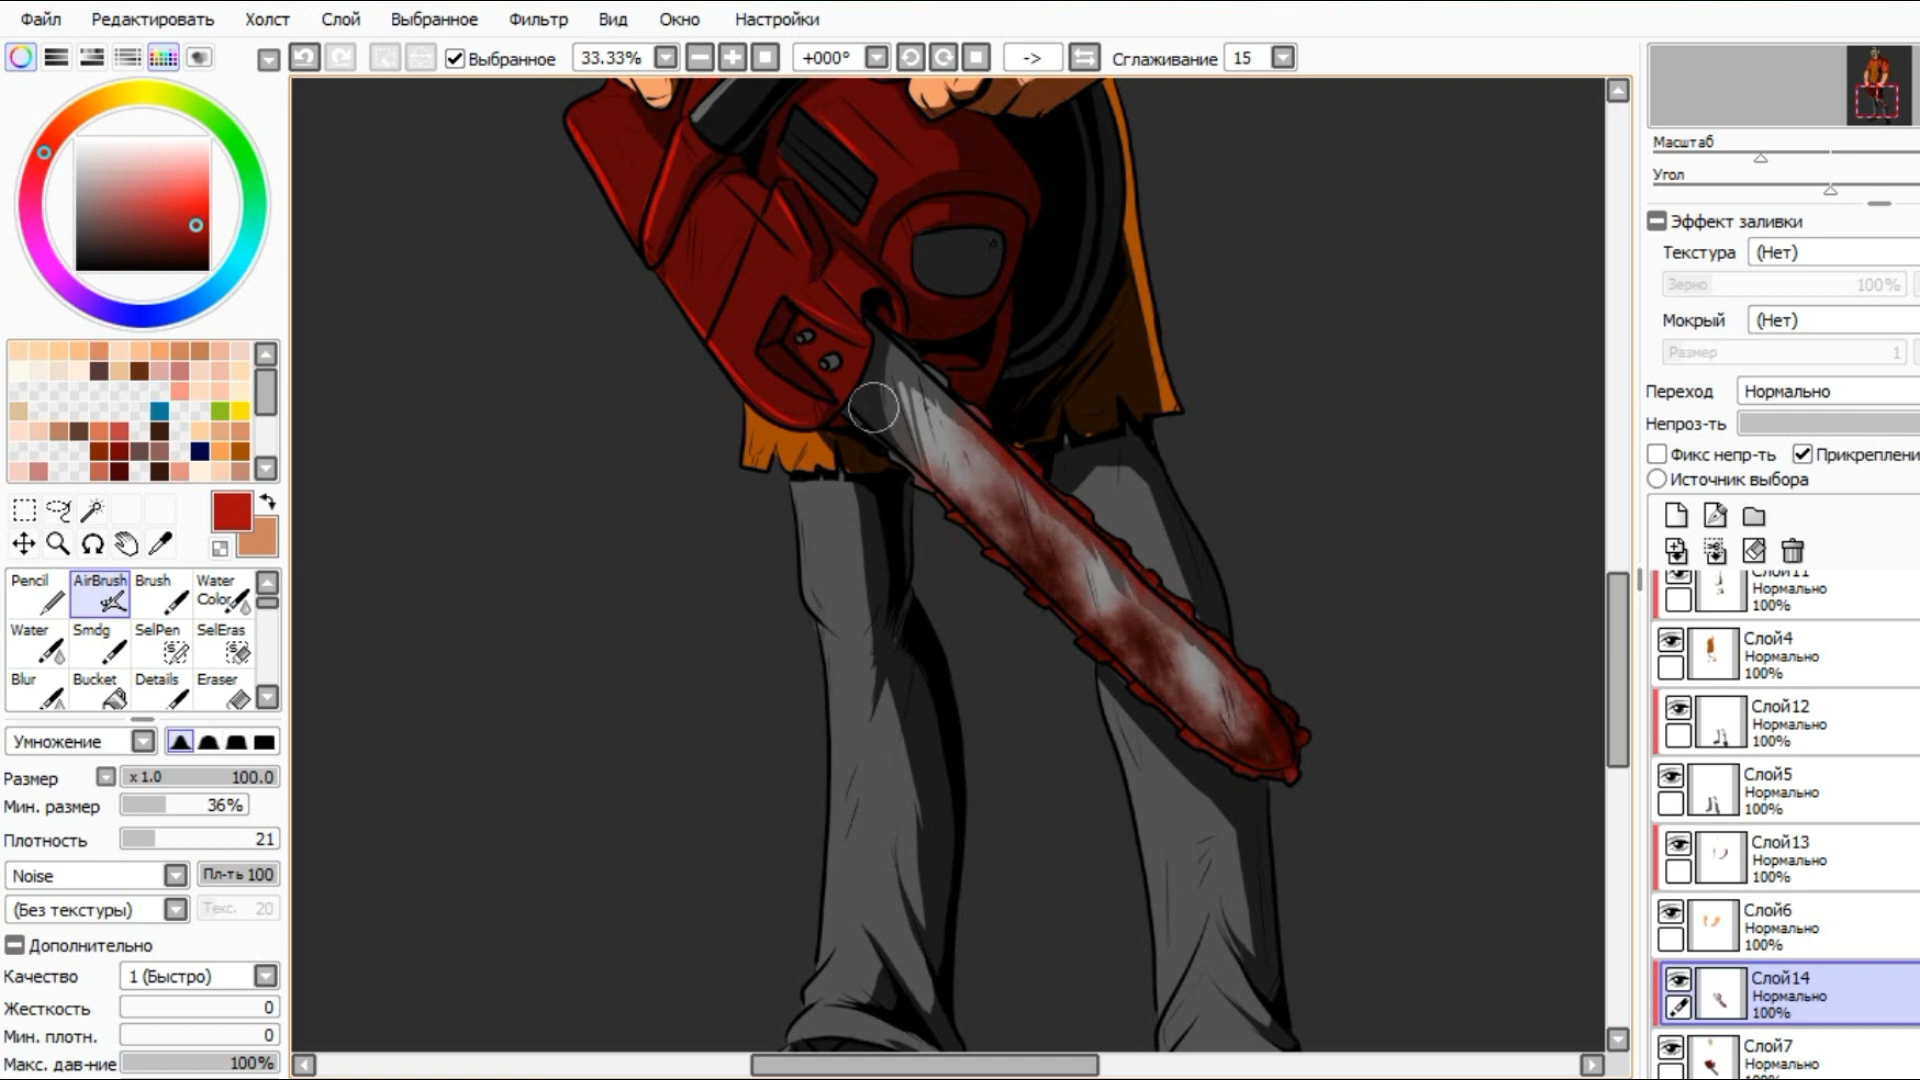 Файл Редактировать Холст Слой Выбранное Фильтр Вид Окно Настройки
Выбранное 33.33% +000° -> Сглаживание 15
Масштаб
Угол
Эффект заливки
Текстура (Нет)
Зерно 100%
Мокрый (Нет)
Размер 1
Переход Нормально
Непроз-ть
Фикс непр-ть Прикреплени
Источник выбора
Pencil AirBrush Brush Water Color
Water Smdg SelPen SelEras
Blur Bucket Details Eraser
Умножение
Размер x 1.0 100.0
Мин. размер 36%
Плотность 21
Noise Пл-ть 100
(Без текстуры) Текс. 20
Дополнительно
Качество 1 (Быстро)
Жесткость 0
Мин. плотн. 0
Макс. дав-ние 100%
Слой11
Нормально
100%
Слой4
Нормально
100%
Слой12
Нормально
100%
Слой5
Нормально
100%
Слой13
Нормально
100%
Слой6
Нормально
100%
Слой14
Нормально
100%
Слой7
Нормально